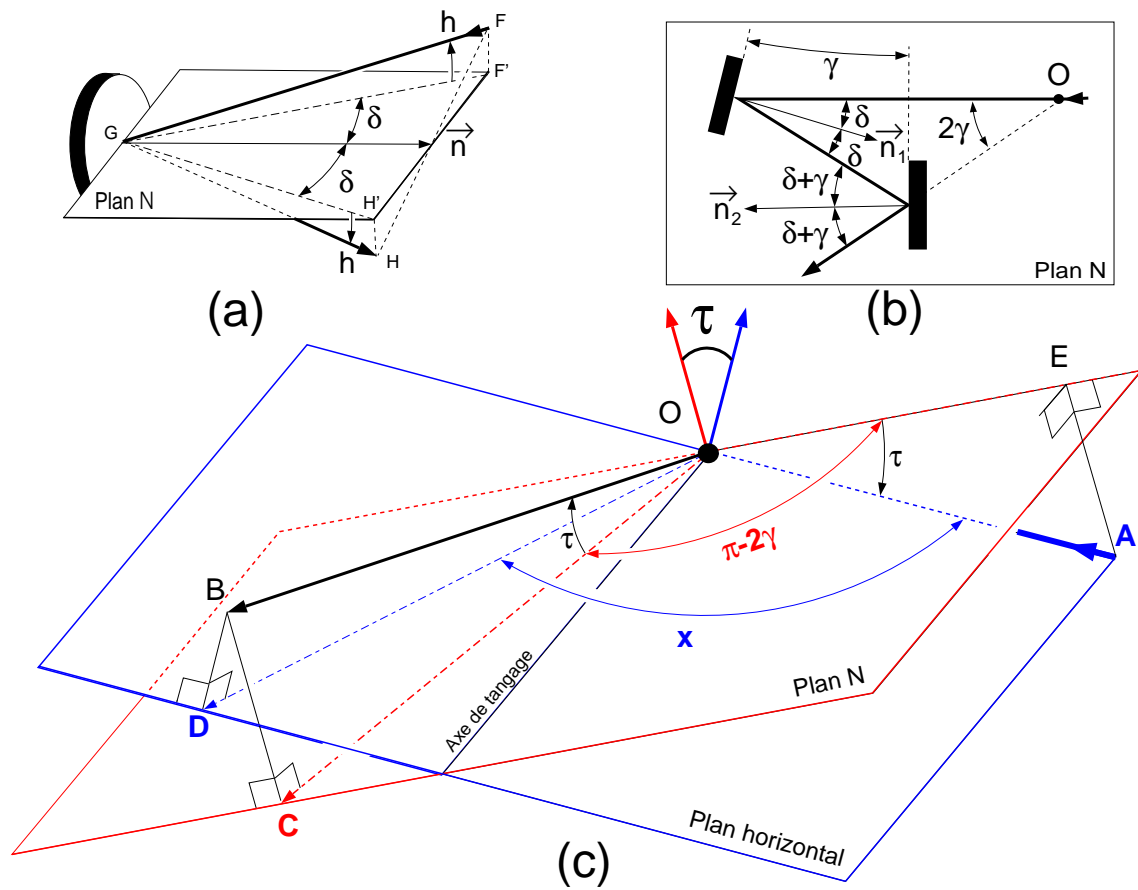 h
F
F'
G
δ
n
δ
Plan N
H'
h
H
(a)
γ
O
δ
2γ
δ
n₁
δ+γ
n₂
δ+γ
Plan N
(b)
τ
E
O
τ
τ
π-2γ
A
B
x
Axe de tangage
Plan N
D
C
Plan horizontal
(c)